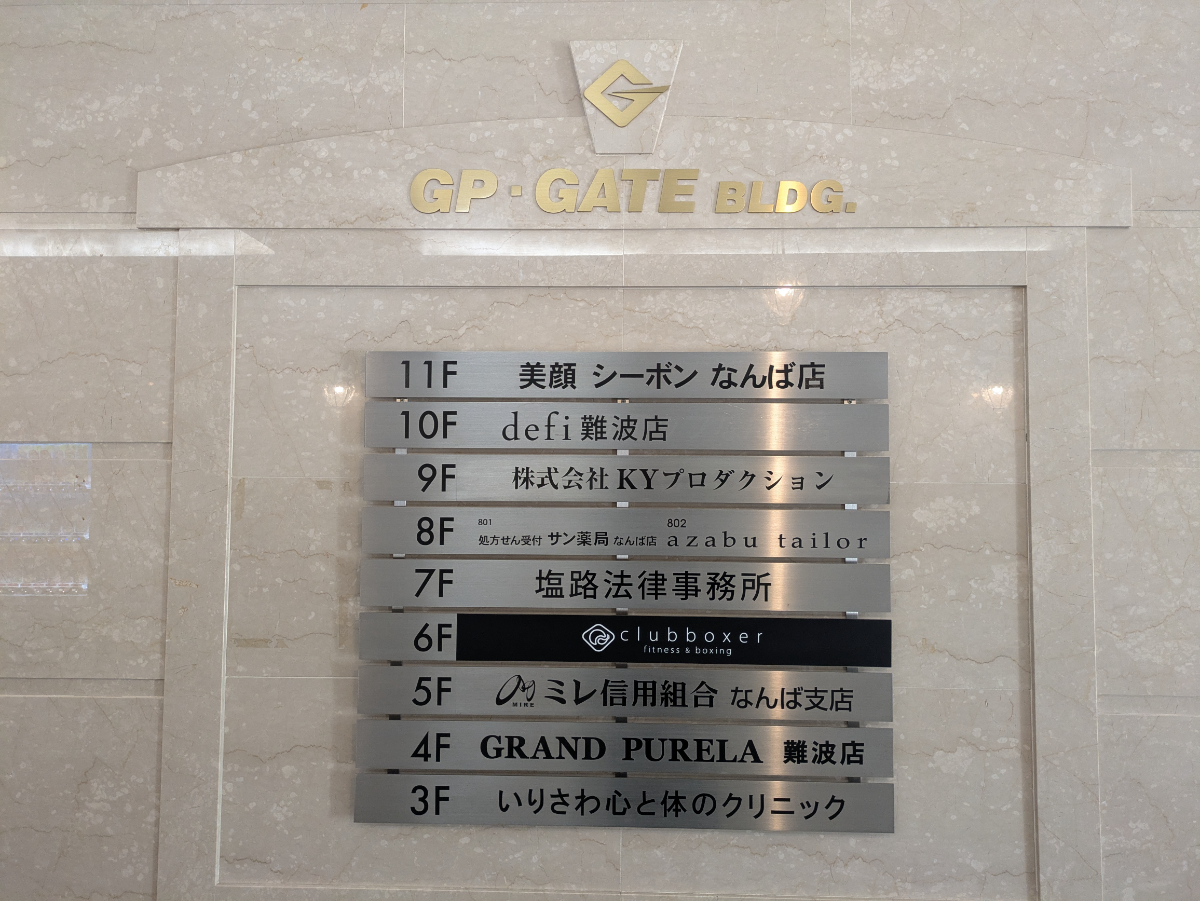 GP·GATE BLDG.
11F 美顔 シーボン なんば店
10F defi 難波店
9F 株式会社 KYプロダクション
8F 801 処方せん受付 サン薬局 なんば店 802 azabu tailor
7F 塩路法律事務所
6F clubboxer
fitness & boxing
5F MIRE ミレ信用組合 なんば支店
4F GRAND PURELA 難波店
3F いりさわ心と体のクリニック